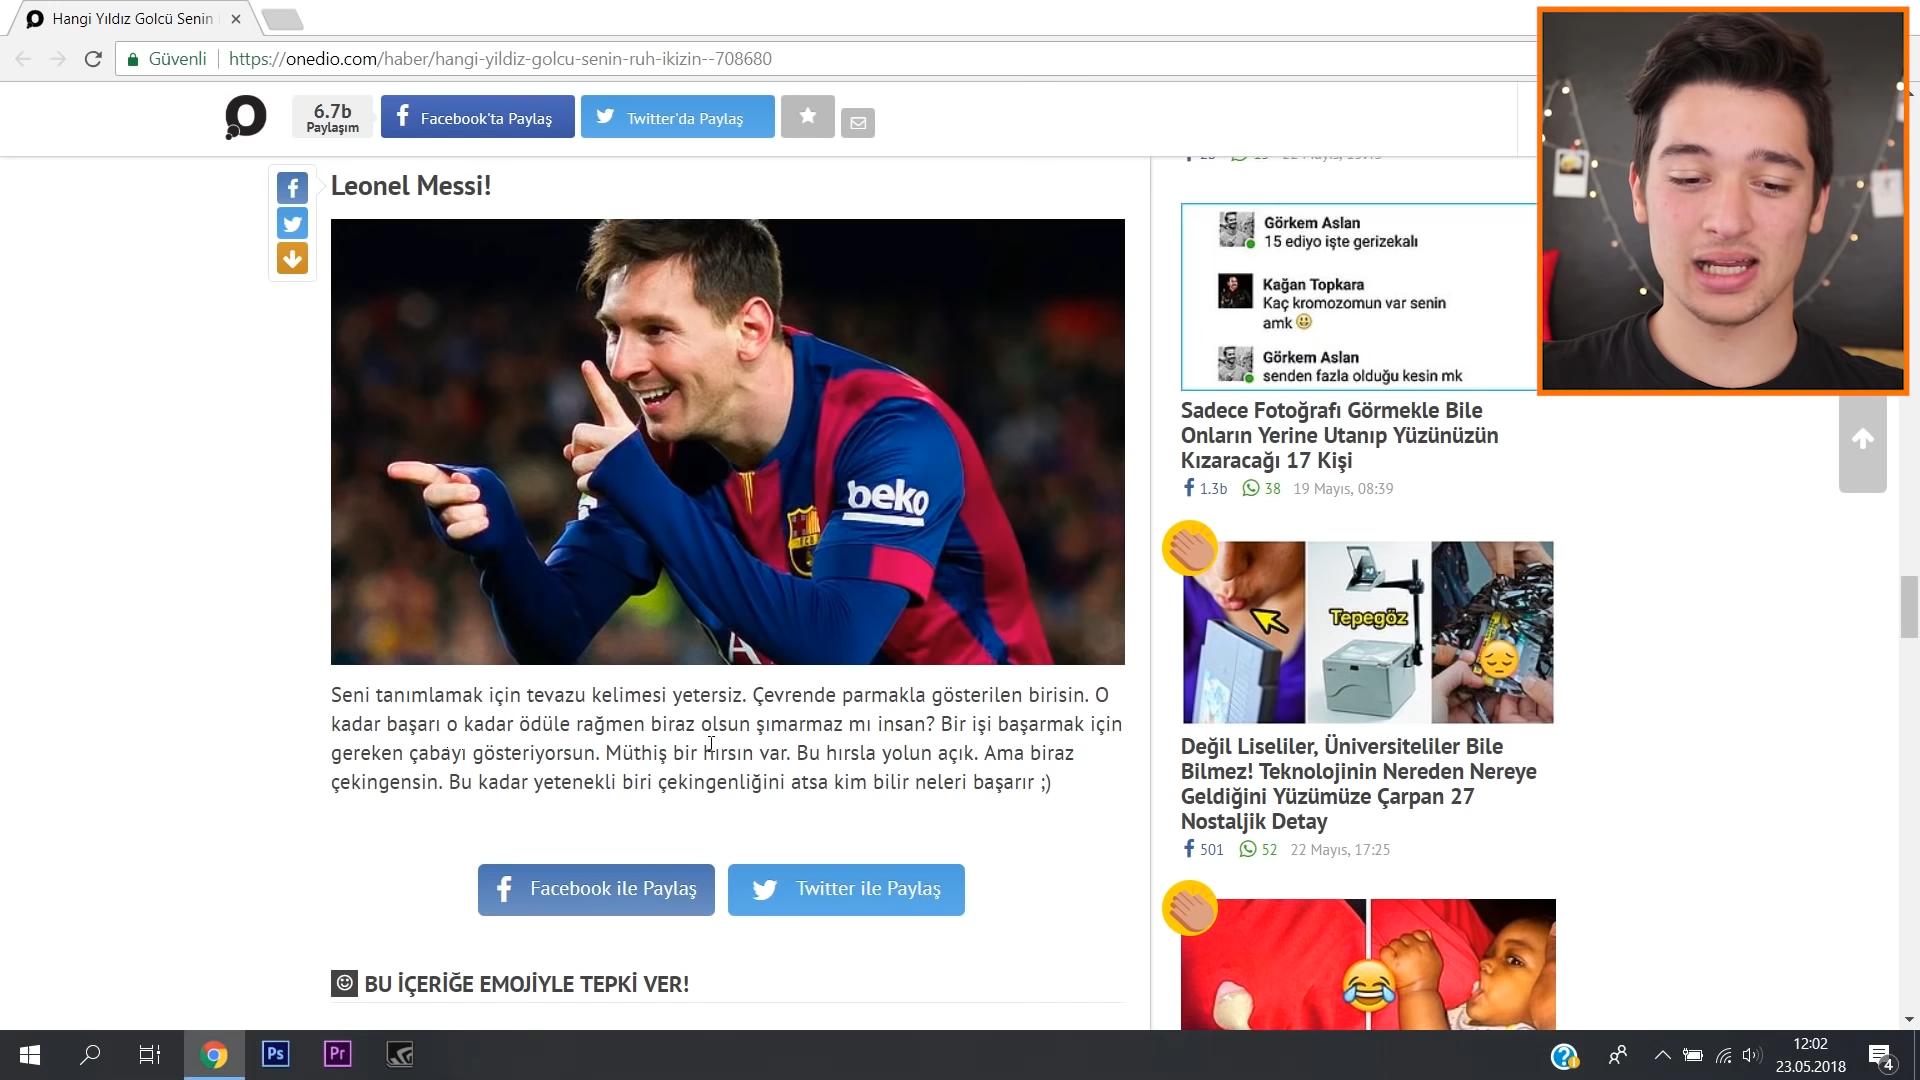 Hangi Yıldız Golcü Senin
Güvenli
https://onedio.com/haber/hangi-yildiz-golcu-senin-ruh-ikizin--708680
6.7b
Paylaşım
Facebook'ta Paylaş
Twitter'da Paylaş
Leonel Messi!
beko
Seni tanımlamak için tevazu kelimesi yetersiz. Çevrende parmakla gösterilen birisin. O
kadar başarı o kadar ödüle rağmen biraz olsun şımarmaz mı insan? Bir işi başarmak için
gereken çabayı gösteriyorsun. Müthiş bir hırsın var. Bu hırsla yolun açık. Ama biraz
çekingensin. Bu kadar yetenekli biri çekingenliğini atsa kim bilir neleri başarır ;)
Facebook ile Paylaş
Twitter ile Paylaş
BU İÇERİĞE EMOJİYLE TEPKİ VER!
Görkem Aslan
15 ediyo işte gerizekalı
Kağan Topkara
Kaç kromozomun var senin
amk
Görkem Aslan
senden fazla olduğu kesin mk
Sadece Fotoğrafı Görmekle Bile
Onların Yerine Utanıp Yüzünüzün
Kızaracağı 17 Kişi
1.3b 38 19 Mayıs, 08:39
Tepegöz
Değil Liseliler, Üniversiteliler Bile
Bilmez! Teknolojinin Nereden Nereye
Geldiğini Yüzümüze Çarpan 27
Nostaljik Detay
501 52 22 Mayıs, 17:25
Ps
Pr
12:02
23.05.2018
4